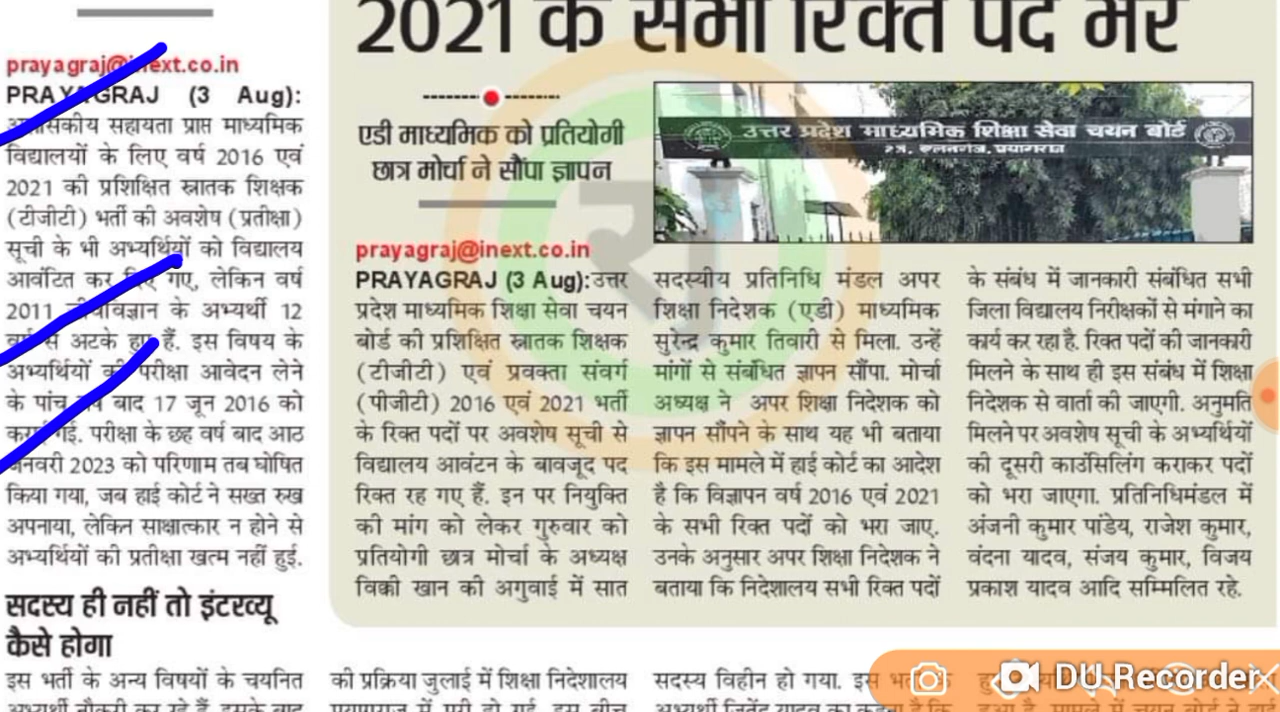 prayagraj@inext.co.in
PRAYAGRAJ (3 Aug):
अशासकीय सहायता प्राप्त माध्यमिक
विद्यालयों के लिए वर्ष 2016 एवं
2021 की प्रशिक्षित स्नातक शिक्षक
(टीजीटी) भर्ती की अवशेष (प्रतीक्षा)
सूची के भी अभ्यर्थियों को विद्यालय
आवंटित कर दिए गए, लेकिन वर्ष
2011 जीवविज्ञान के अभ्यर्थी 12
वर्ष से अटके हुए हैं. इस विषय के
अभ्यर्थियों की परीक्षा आवेदन लेने
के पांच वर्ष बाद 17 जून 2016 को
कराई गई. परीक्षा के छह वर्ष बाद आठ
जनवरी 2023 को परिणाम तब घोषित
किया गया, जब हाई कोर्ट ने सख्त रुख
अपनाया, लेकिन साक्षात्कार न होने से
अभ्यर्थियों की प्रतीक्षा खत्म नहीं हुई.
सदस्य ही नहीं तो इंटरव्यू
कैसे होगा
इस भर्ती के अन्य विषयों के चयनित
2021 के सभी रिक्त पद भरें
एडी माध्यमिक को प्रतियोगी
छात्र मोर्चा ने सौंपा ज्ञापन
prayagraj@inext.co.in
PRAYAGRAJ (3 Aug):उत्तर
प्रदेश माध्यमिक शिक्षा सेवा चयन
बोर्ड की प्रशिक्षित स्नातक शिक्षक
(टीजीटी) एवं प्रवक्ता संवर्ग
(पीजीटी) 2016 एवं 2021 भर्ती
के रिक्त पदों पर अवशेष सूची से
विद्यालय आवंटन के बावजूद पद
रिक्त रह गए हैं. इन पर नियुक्ति
की मांग को लेकर गुरुवार को
प्रतियोगी छात्र मोर्चा के अध्यक्ष
विक्की खान की अगुवाई में सात
उत्तर प्रदेश माध्यमिक शिक्षा सेवा चयन बोर्ड
सदस्यीय प्रतिनिधि मंडल अपर
शिक्षा निदेशक (एडी) माध्यमिक
सुरेन्द्र कुमार तिवारी से मिला. उन्हें
मांगों से संबंधित ज्ञापन सौंपा. मोर्चा
अध्यक्ष ने अपर शिक्षा निदेशक को
ज्ञापन सौंपने के साथ यह भी बताया
कि इस मामले में हाई कोर्ट का आदेश
है कि विज्ञापन वर्ष 2016 एवं 2021
के सभी रिक्त पदों को भरा जाए.
उनके अनुसार अपर शिक्षा निदेशक ने
बताया कि निदेशालय सभी रिक्त पदों
के संबंध में जानकारी संबंधित सभी
जिला विद्यालय निरीक्षकों से मंगाने का
कार्य कर रहा है. रिक्त पदों की जानकारी
मिलने के साथ ही इस संबंध में शिक्षा
निदेशक से वार्ता की जाएगी. अनुमति
मिलने पर अवशेष सूची के अभ्यर्थियों
की दूसरी काउंसिलिंग कराकर पदों
को भरा जाएगा. प्रतिनिधिमंडल में
अंजनी कुमार पांडेय, राजेश कुमार,
वंदना यादव, संजय कुमार, विजय
प्रकाश यादव आदि सम्मिलित रहे.
की प्रक्रिया जुलाई में शिक्षा निदेशालय
सदस्य विहीन हो गया. इस
DU Recorder